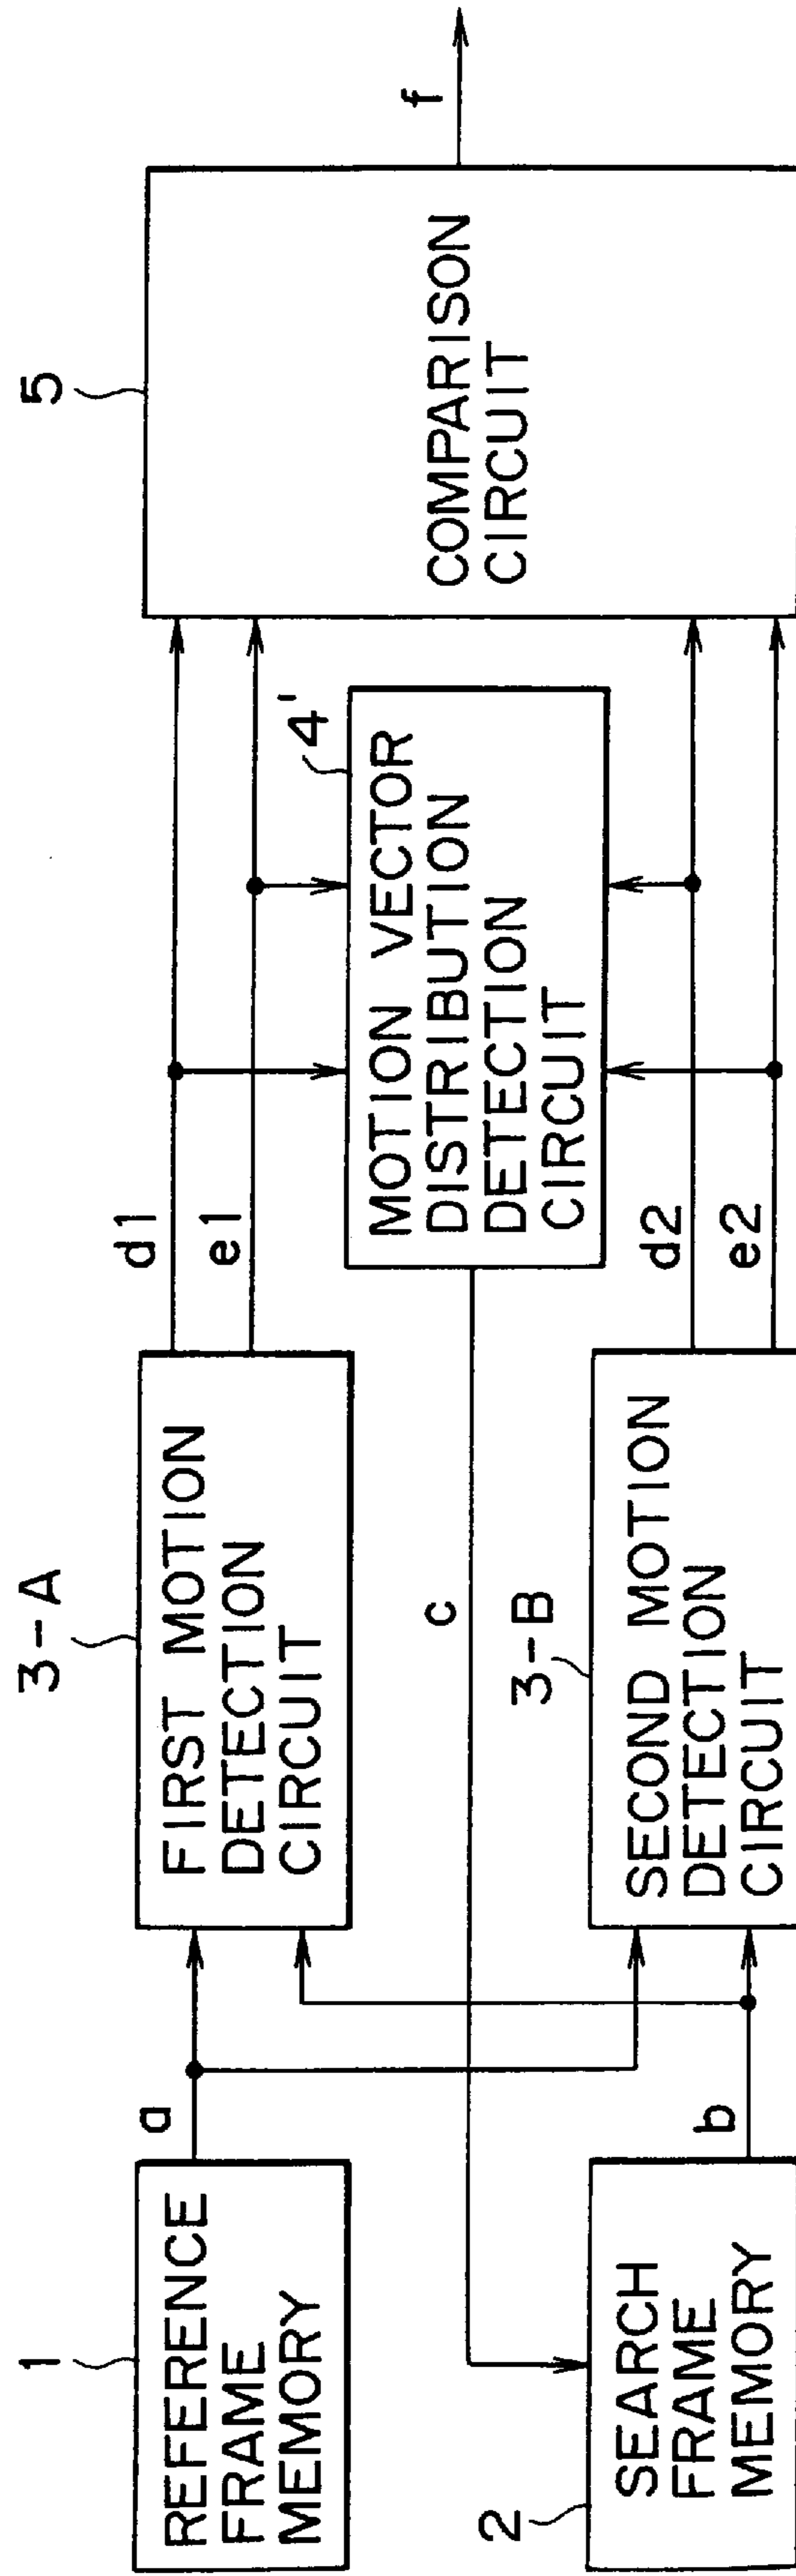 1
REFERENCE
FRAME
MEMORY
a
3-A
FIRST MOTION
DETECTION
CIRCUIT
d1
e1
4'
MOTION VECTOR
DISTRIBUTION
DETECTION
CIRCUIT
5
COMPARISON
CIRCUIT
f
c
2
SEARCH
FRAME
MEMORY
b
3-B
SECOND MOTION
DETECTION
CIRCUIT
d2
e2